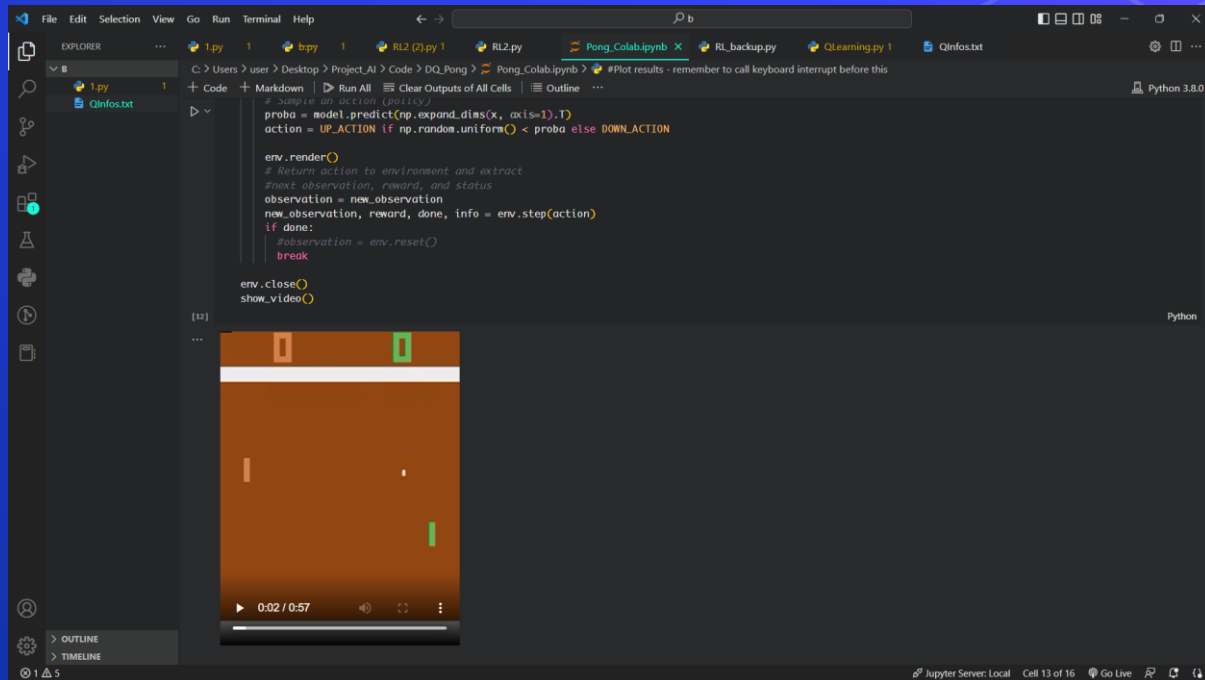 File Edit Selection View Go Run Terminal Help
b
EXPLORER
1.py 1
b.py 1
RL2 (2).py 1
RL2.py
Pong_Colab.ipynb
RL_backup.py
QLearning.py 1
QInfos.txt
B
1.py 1
QInfos.txt
C: > Users > user > Desktop > Project_AI > Code > DQ_Pong > Pong_Colab.ipynb > #Plot results - remember to call keyboard interrupt before this
+ Code + Markdown | Run All Clear Outputs of All Cells | Outline ...
Python 3.8.0
# Sample an action (policy)
proba = model.predict(np.expand_dims(x, axis=1).T)
action = UP_ACTION if np.random.uniform() < proba else DOWN_ACTION
env.render()
# Return action to environment and extract
#next observation, reward, and status
observation = new_observation
new_observation, reward, done, info = env.step(action)
if done:
#observation = env.reset()
break
env.close()
show_video()
[12]
Python
1
0 0
0:02 / 0:57
OUTLINE
TIMELINE
1 5
Jupyter Server: Local Cell 13 of 16 Go Live